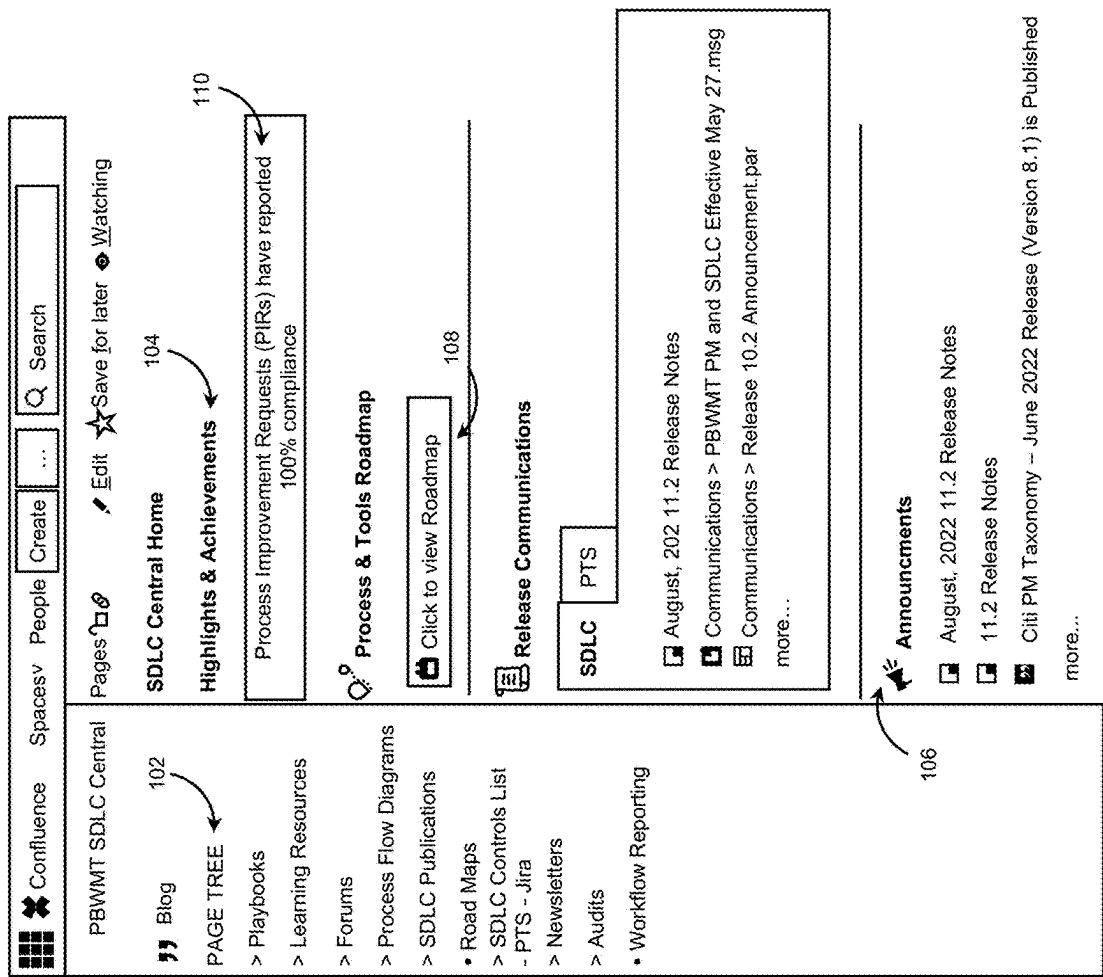 Confluence Spacesv People Create ... Search
PBWMT SDLC Central
Blog
102
PAGE TREE
> Playbooks
> Learning Resources
> Forums
> Process Flow Diagrams
> SDLC Publications
• Road Maps
> SDLC Controls List
- PTS - Jira
> Newsletters
> Audits
• Workflow Reporting
Pages Edit Save for later Watching
SDLC Central Home
104
Highlights & Achievements
110
Process Improvement Requests (PIRs) have reported
100% compliance
Process & Tools Roadmap
Click to view Roadmap
108
Release Communications
SDLC PTS
August, 202 11.2 Release Notes
Communications > PBWMT PM and SDLC Effective May 27.msg
Communications > Release 10.2 Announcement.par
more...
106
Announcments
August, 2022 11.2 Release Notes
11.2 Release Notes
Citi PM Taxonomy – June 2022 Release (Version 8.1) is Published
more...